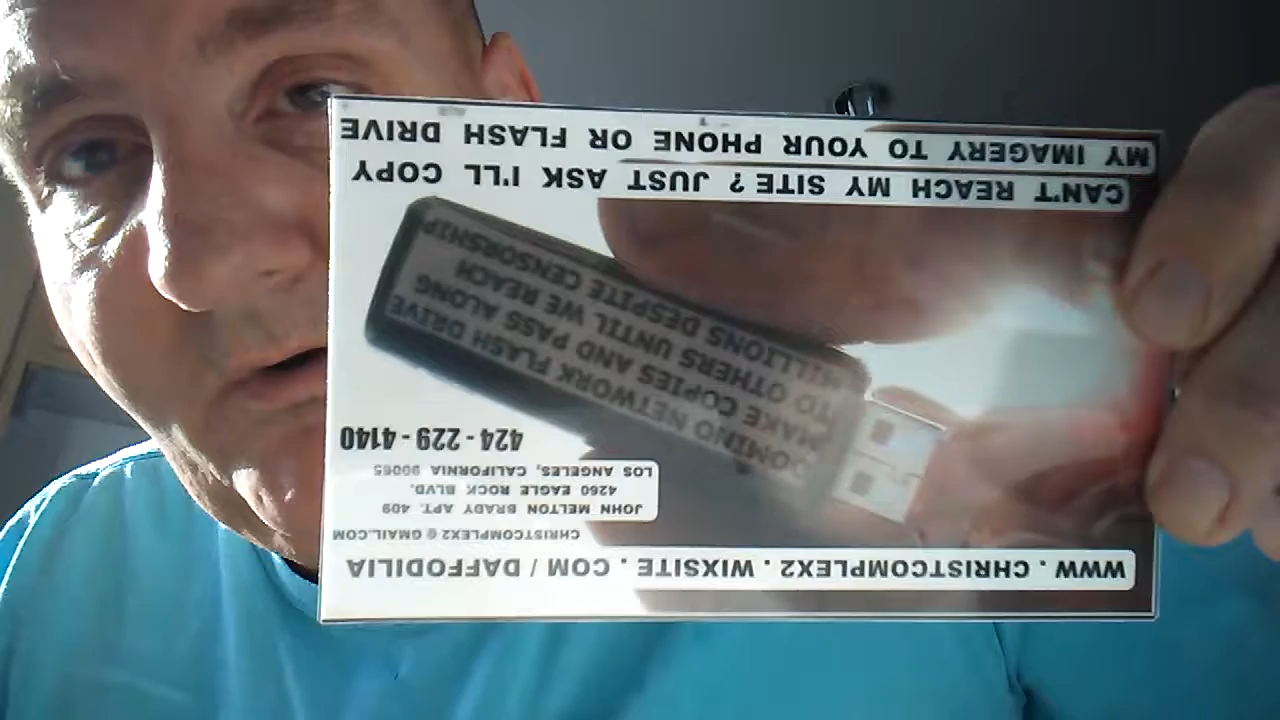 WWW . CHRISTCOMPLEX2 . WIXSITE . COM / DAFFODILIA
CHRISTCOMPLEX2 @ GMAIL.COM
JOHN MELTON BRADY APT. 409
4260 EAGLE ROCK BLVD.
LOS ANGELES, CALIFORNIA 90065
424 - 229 - 4140
DOMINO NETWORK FLASH DRIVE
MAKE COPIES AND PASS ALONG
TO OTHERS UNTIL WE REACH
MILLIONS DESPITE CENSORSHIP
CAN'T REACH MY SITE ? JUST ASK I'LL COPY
MY IMAGERY TO YOUR PHONE OR FLASH DRIVE